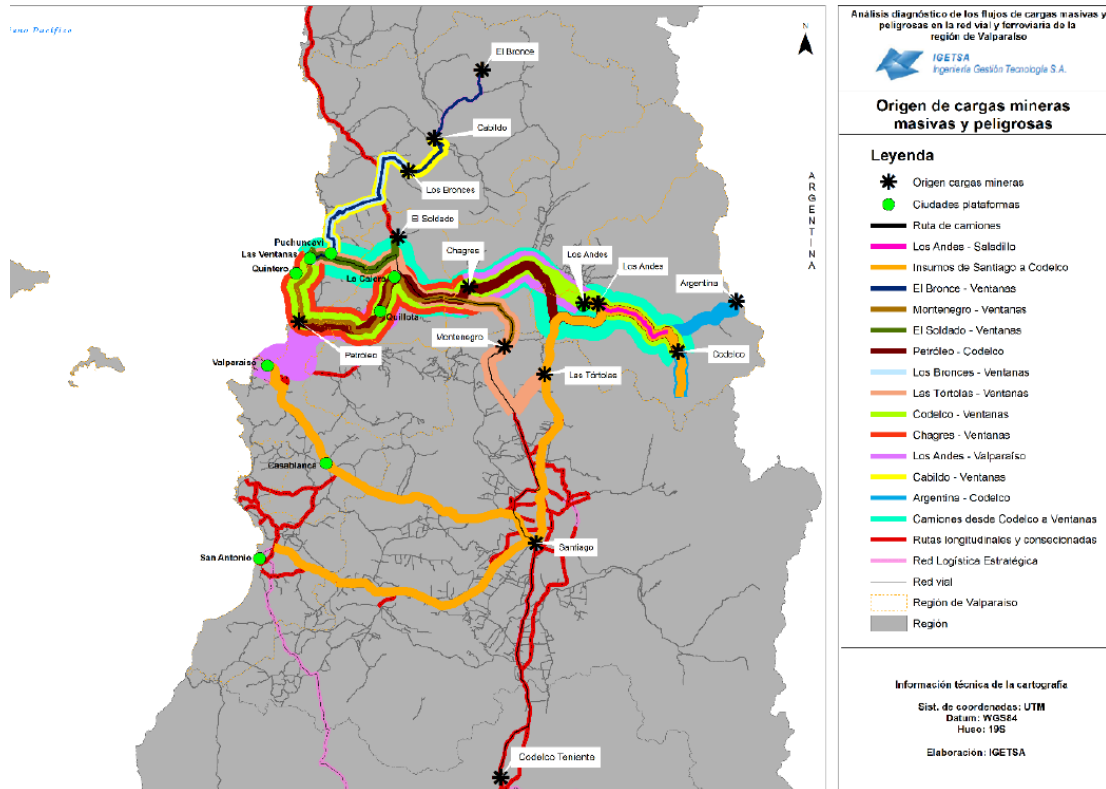 Pacífico
El Bronce
Cabildo
Los Bronces
ARGENTINA
El Soldado
Puchuncaví
Las Ventanas
Chagres
Los Andes
Los Andes
Quintero
La Calera
Argentina
Quillota
Montenegro
Petróleo
Codelco
Valparaíso
Las Tórtolas
Casablanca
San Antonio
Santiago
Codelco Teniente
N
Análisis diagnóstico de los flujos de cargas masivas y
peligrosas en la red vial y ferroviaria de la
región de Valparaíso
IGETSA
Ingeniería Gestión Tecnología S.A.
Origen de cargas mineras
masivas y peligrosas
Leyenda
Origen cargas mineras
Ciudades plataformas
Ruta de camiones
Los Andes - Saladillo
Insumos de Santiago a Codelco
El Bronce - Ventanas
Montenegro - Ventanas
El Soldado - Ventanas
Petróleo - Codelco
Los Bronces - Ventanas
Las Tórtolas - Ventanas
Codelco - Ventanas
Chagres - Ventanas
Los Andes - Valparaíso
Cabildo - Ventanas
Argentina - Codelco
Camiones desde Codelco a Ventanas
Rutas longitudinales y consecionadas
Red Logística Estratégica
Red vial
Región de Valparaíso
Región
Información técnica de la cartografía
Sist. de coordenadas: UTM
Datum: WGS84
Huso: 19S
Elaboración: IGETSA